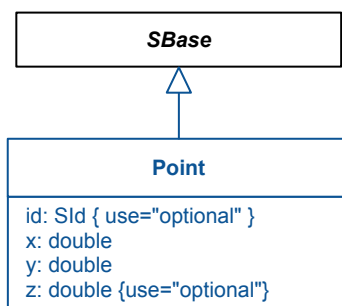 SBase
Point
id: SId { use="optional" }
x: double
y: double
z: double {use="optional"}